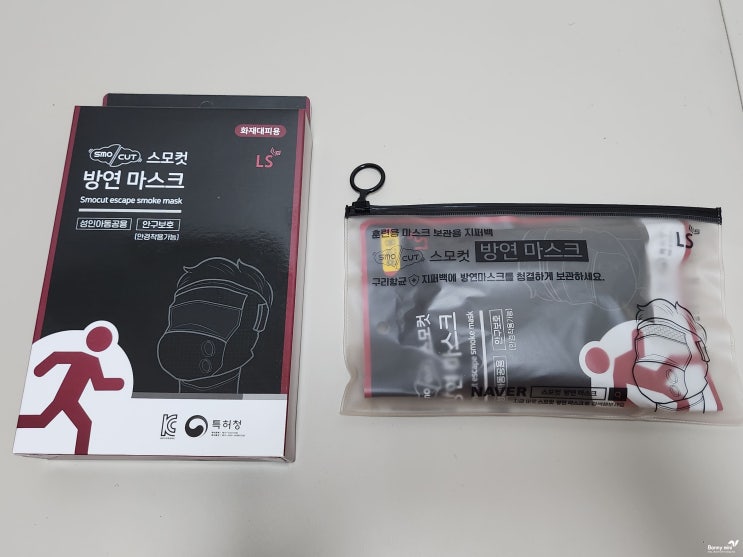 화재대피용
SMO CUT 스모컷
LS
방연 마스크
Smocut escape smoke mask
성인아동공용 안구보호
(안경착용가능)
KC
특허청
훈련용 마스크 보관용 지퍼백
LS
SMO CUT 스모컷 방연 마스크
구리항균 지퍼백에 방연마스크를 청결하게 보관하세요.
방연 마스크
escape smoke mask
안구보호
(안경착용가능)
NAVER 스모컷 방연 마스크